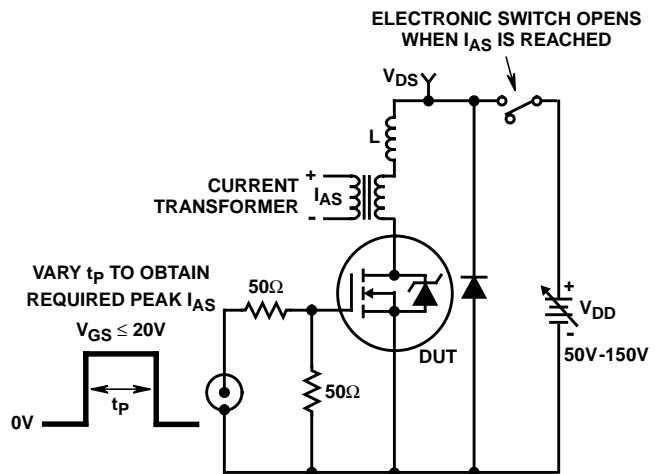 ELECTRONIC SWITCH OPENS
WHEN IAS IS REACHED
VDS
L
CURRENT
TRANSFORMER
+
IAS
-
VARY tP TO OBTAIN
REQUIRED PEAK IAS
50Ω
VGS ≤ 20V
DUT
+
VDD
-
50V-150V
50Ω
0V
tP